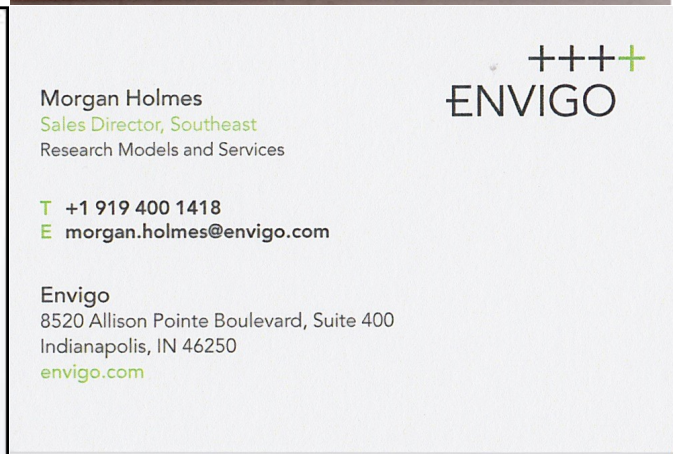 ++++
ENVIGO
Morgan Holmes
Sales Director, Southeast
Research Models and Services
T +1 919 400 1418
E morgan.holmes@envigo.com
Envigo
8520 Allison Pointe Boulevard, Suite 400
Indianapolis, IN 46250
envigo.com